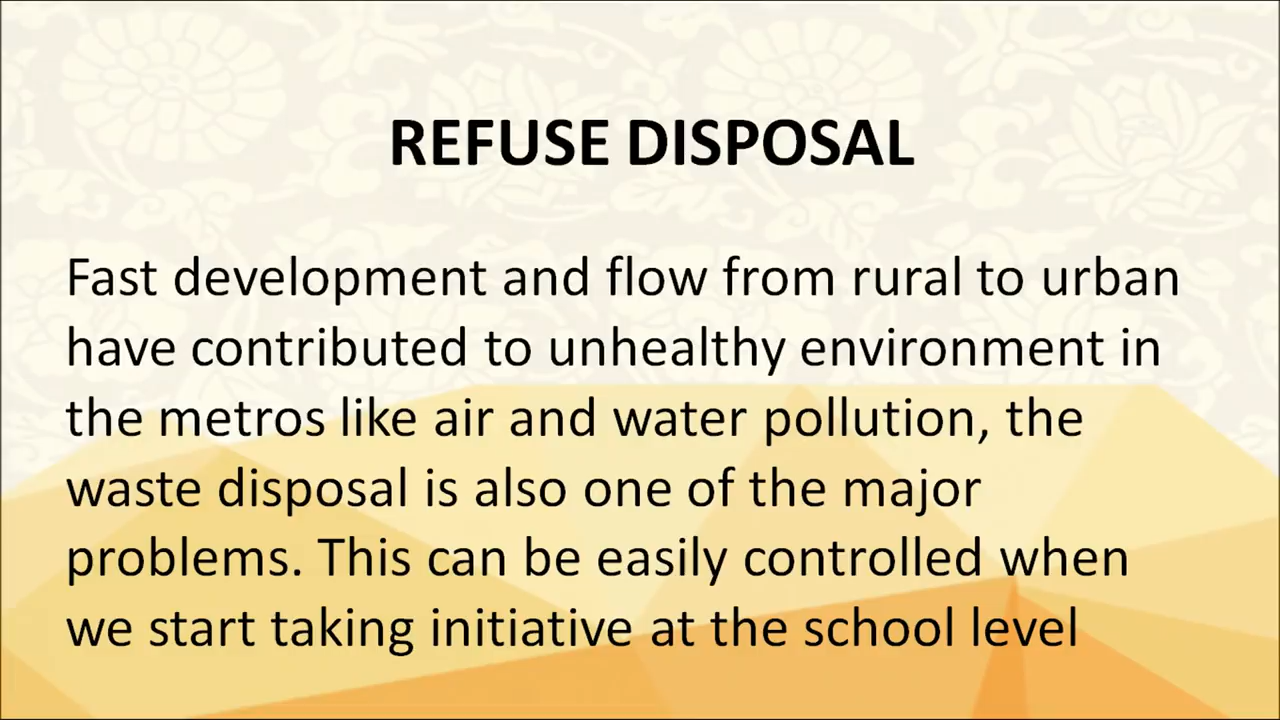 REFUSE DISPOSAL
Fast development and flow from rural to urban
have contributed to unhealthy environment in
the metros like air and water pollution, the
waste disposal is also one of the major
problems. This can be easily controlled when
we start taking initiative at the school level